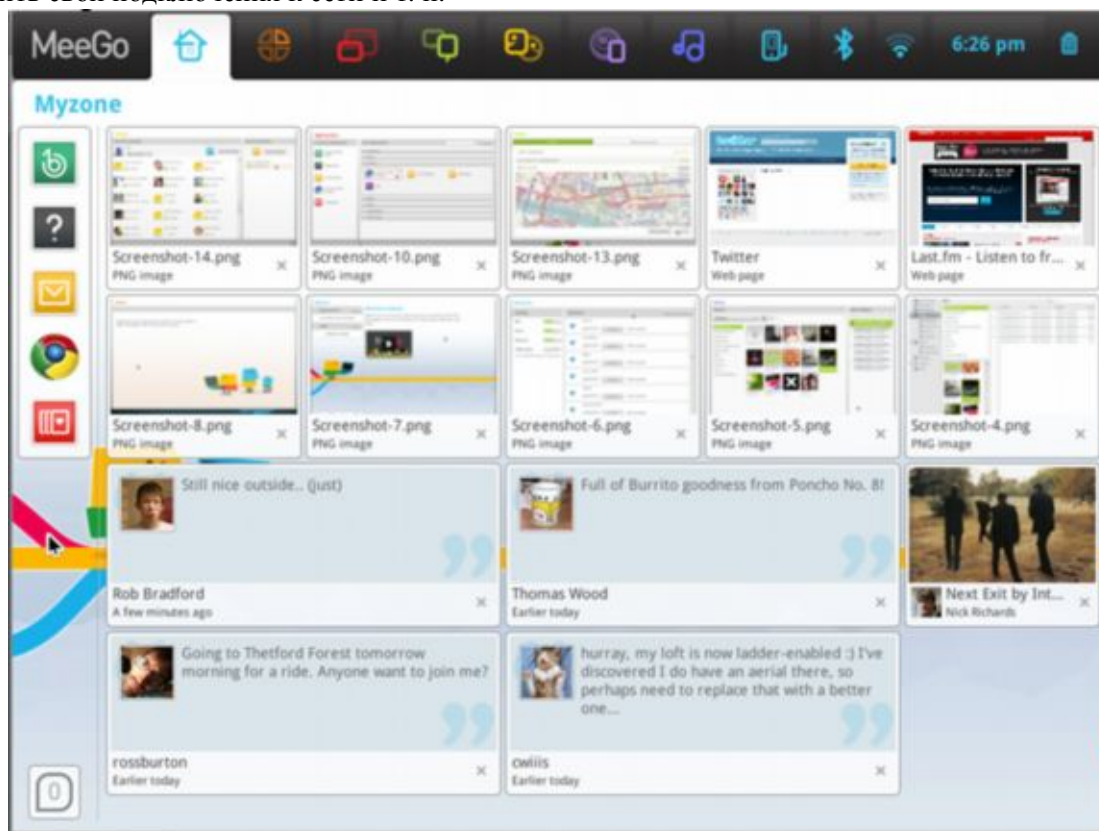 MeeGo
6:26 pm
Myzone
Screenshot-14.png
PNG image
Screenshot-10.png
PNG image
Screenshot-13.png
PNG image
Twitter
Web page
Last.fm - Listen to fr...
Web page
Screenshot-8.png
PNG image
Screenshot-7.png
PNG image
Screenshot-6.png
PNG image
Screenshot-5.png
PNG image
Screenshot-4.png
PNG image
Still nice outside.. (just)
Rob Bradford
A few minutes ago
Full of Burrito goodness from Poncho No. 8!
Thomas Wood
Earlier today
Next Exit by Int...
Nick Richards
Going to Thetford Forest tomorrow
morning for a ride. Anyone want to join me?
rossburton
Earlier today
hurray, my loft is now ladder-enabled :) I've
discovered I do have an aerial there, so
perhaps need to replace that with a better
one...
cwiiis
Earlier today
0